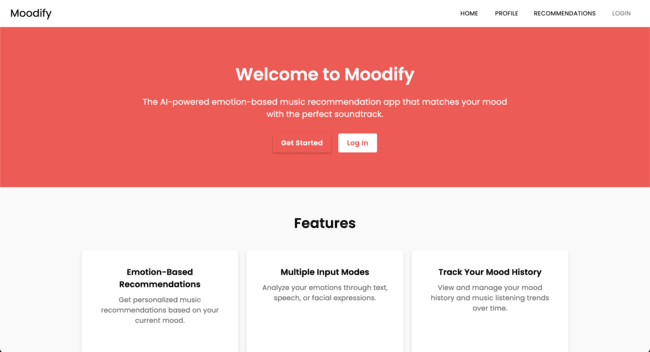 Moodify
HOME PROFILE RECOMMENDATIONS LOGIN
Welcome to Moodify
The AI-powered emotion-based music recommendation app that matches your mood
with the perfect soundtrack.
Get Started Log In
Features
Emotion-Based
Recommendations
Get personalized music
recommendations based on your
current mood.
Multiple Input Modes
Analyze your emotions through text,
speech, or facial expressions.
Track Your Mood History
View and manage your mood
history and music listening trends
over time.